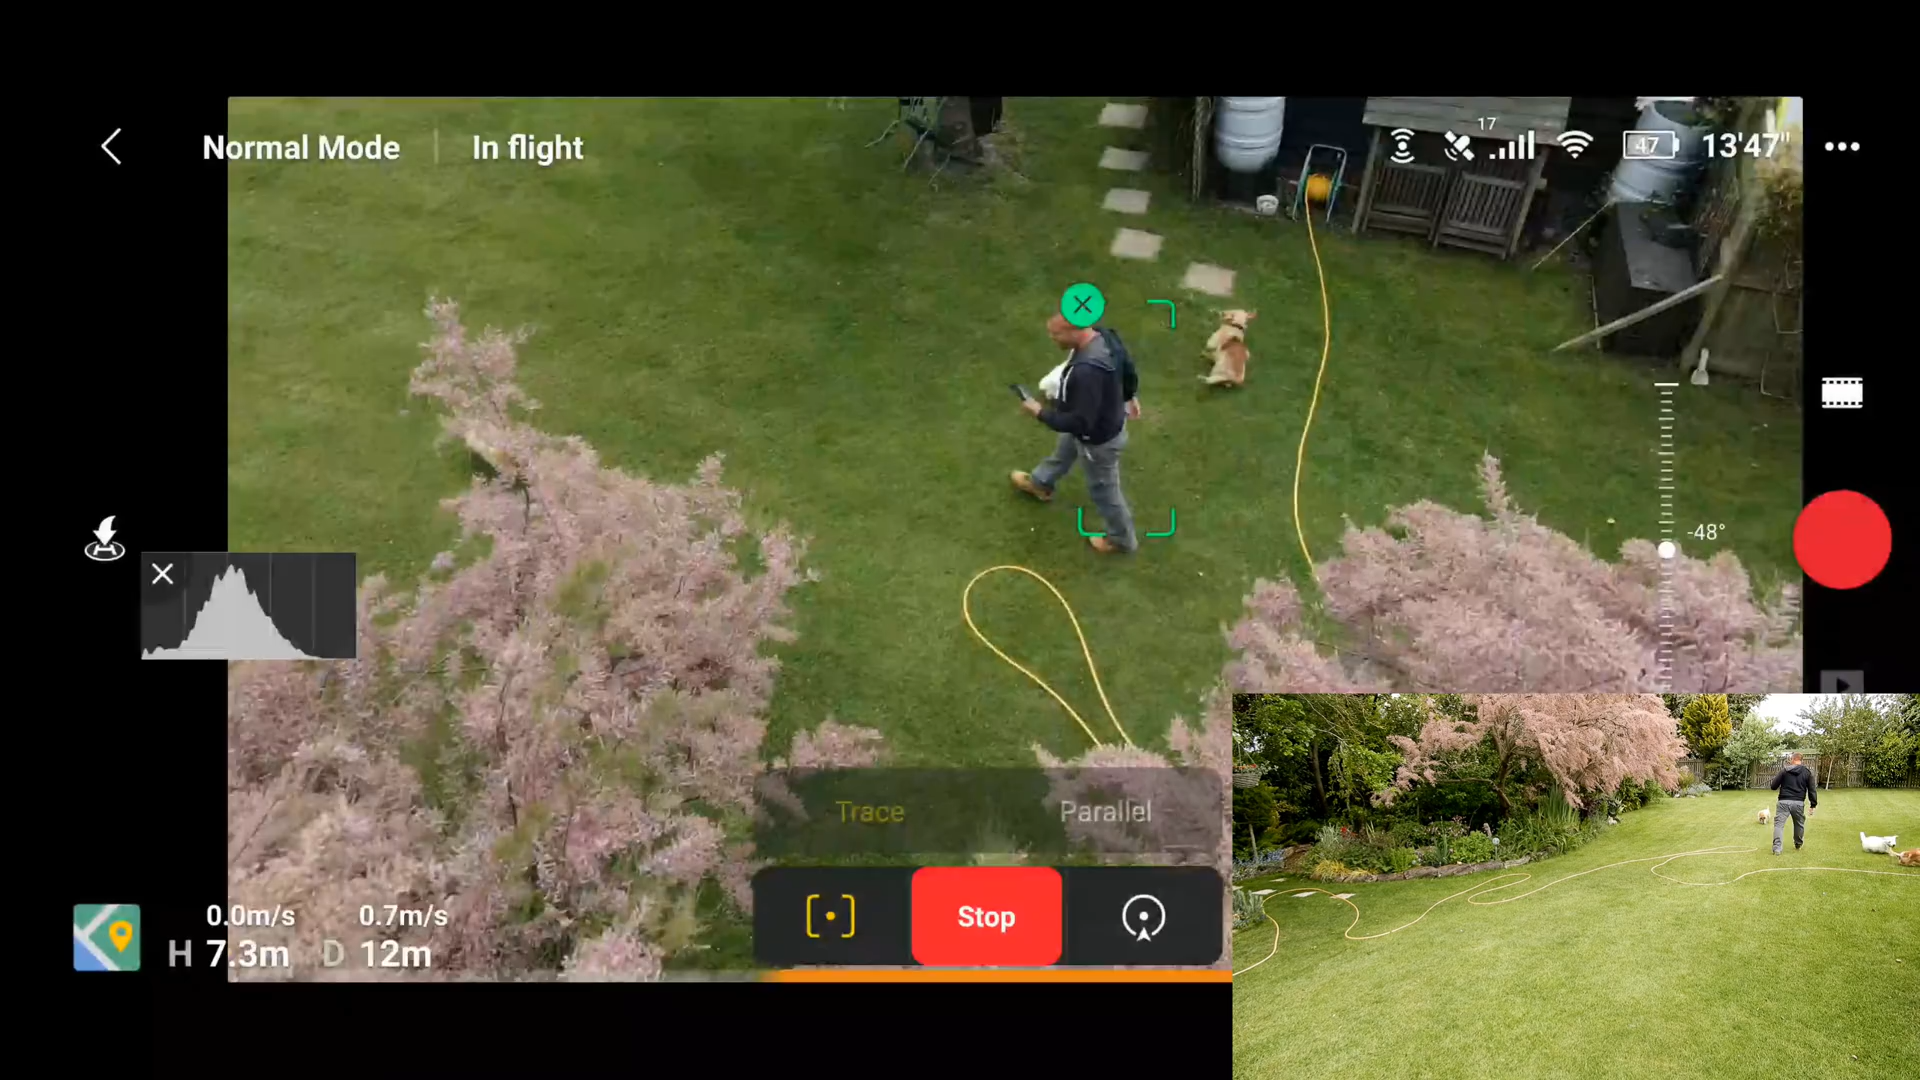 Normal Mode
In flight
17
47
13'47"
-48°
Trace
Parallel
Stop
0.0m/s
0.7m/s
H 7.3m
D 12m